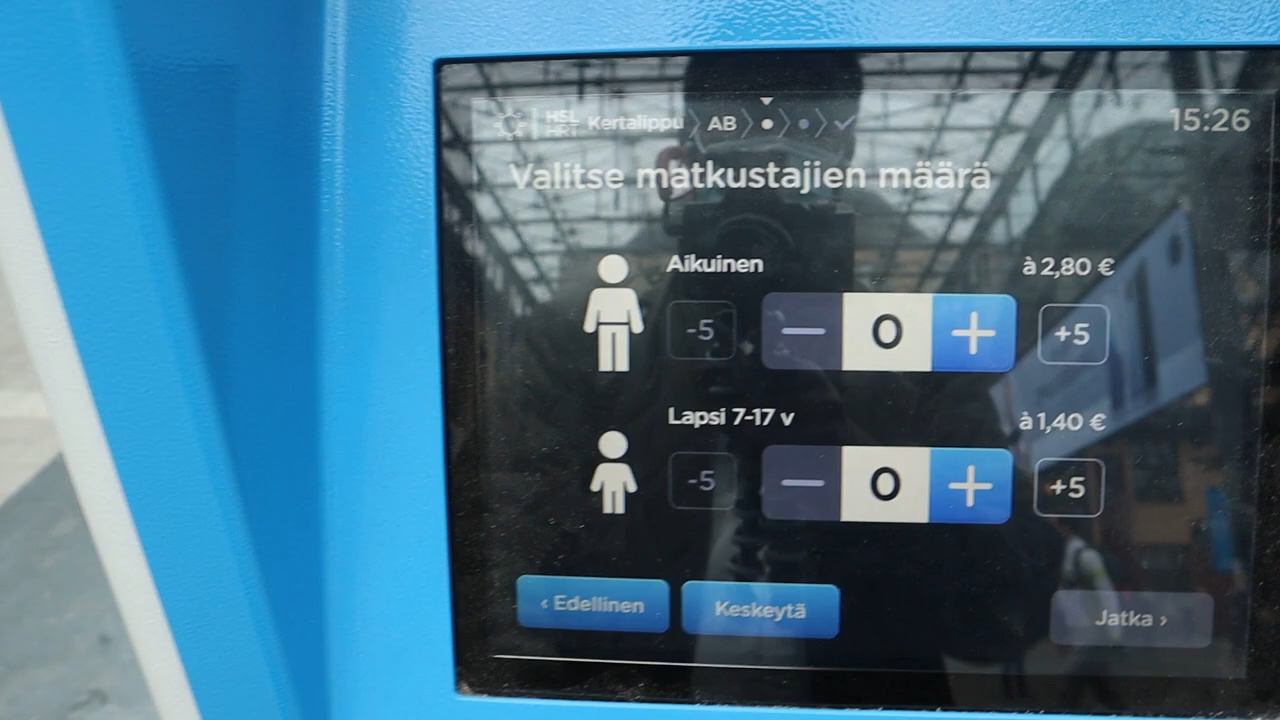 HSL
HRT
Kertalippu AB
15:26
Valitse matkustajien määrä
Aikuinen
à 2,80 €
-5 — 0 + +5
Lapsi 7-17 v
à 1,40 €
-5 — 0 + +5
‹ Edellinen
Keskeytä
Jatka ›